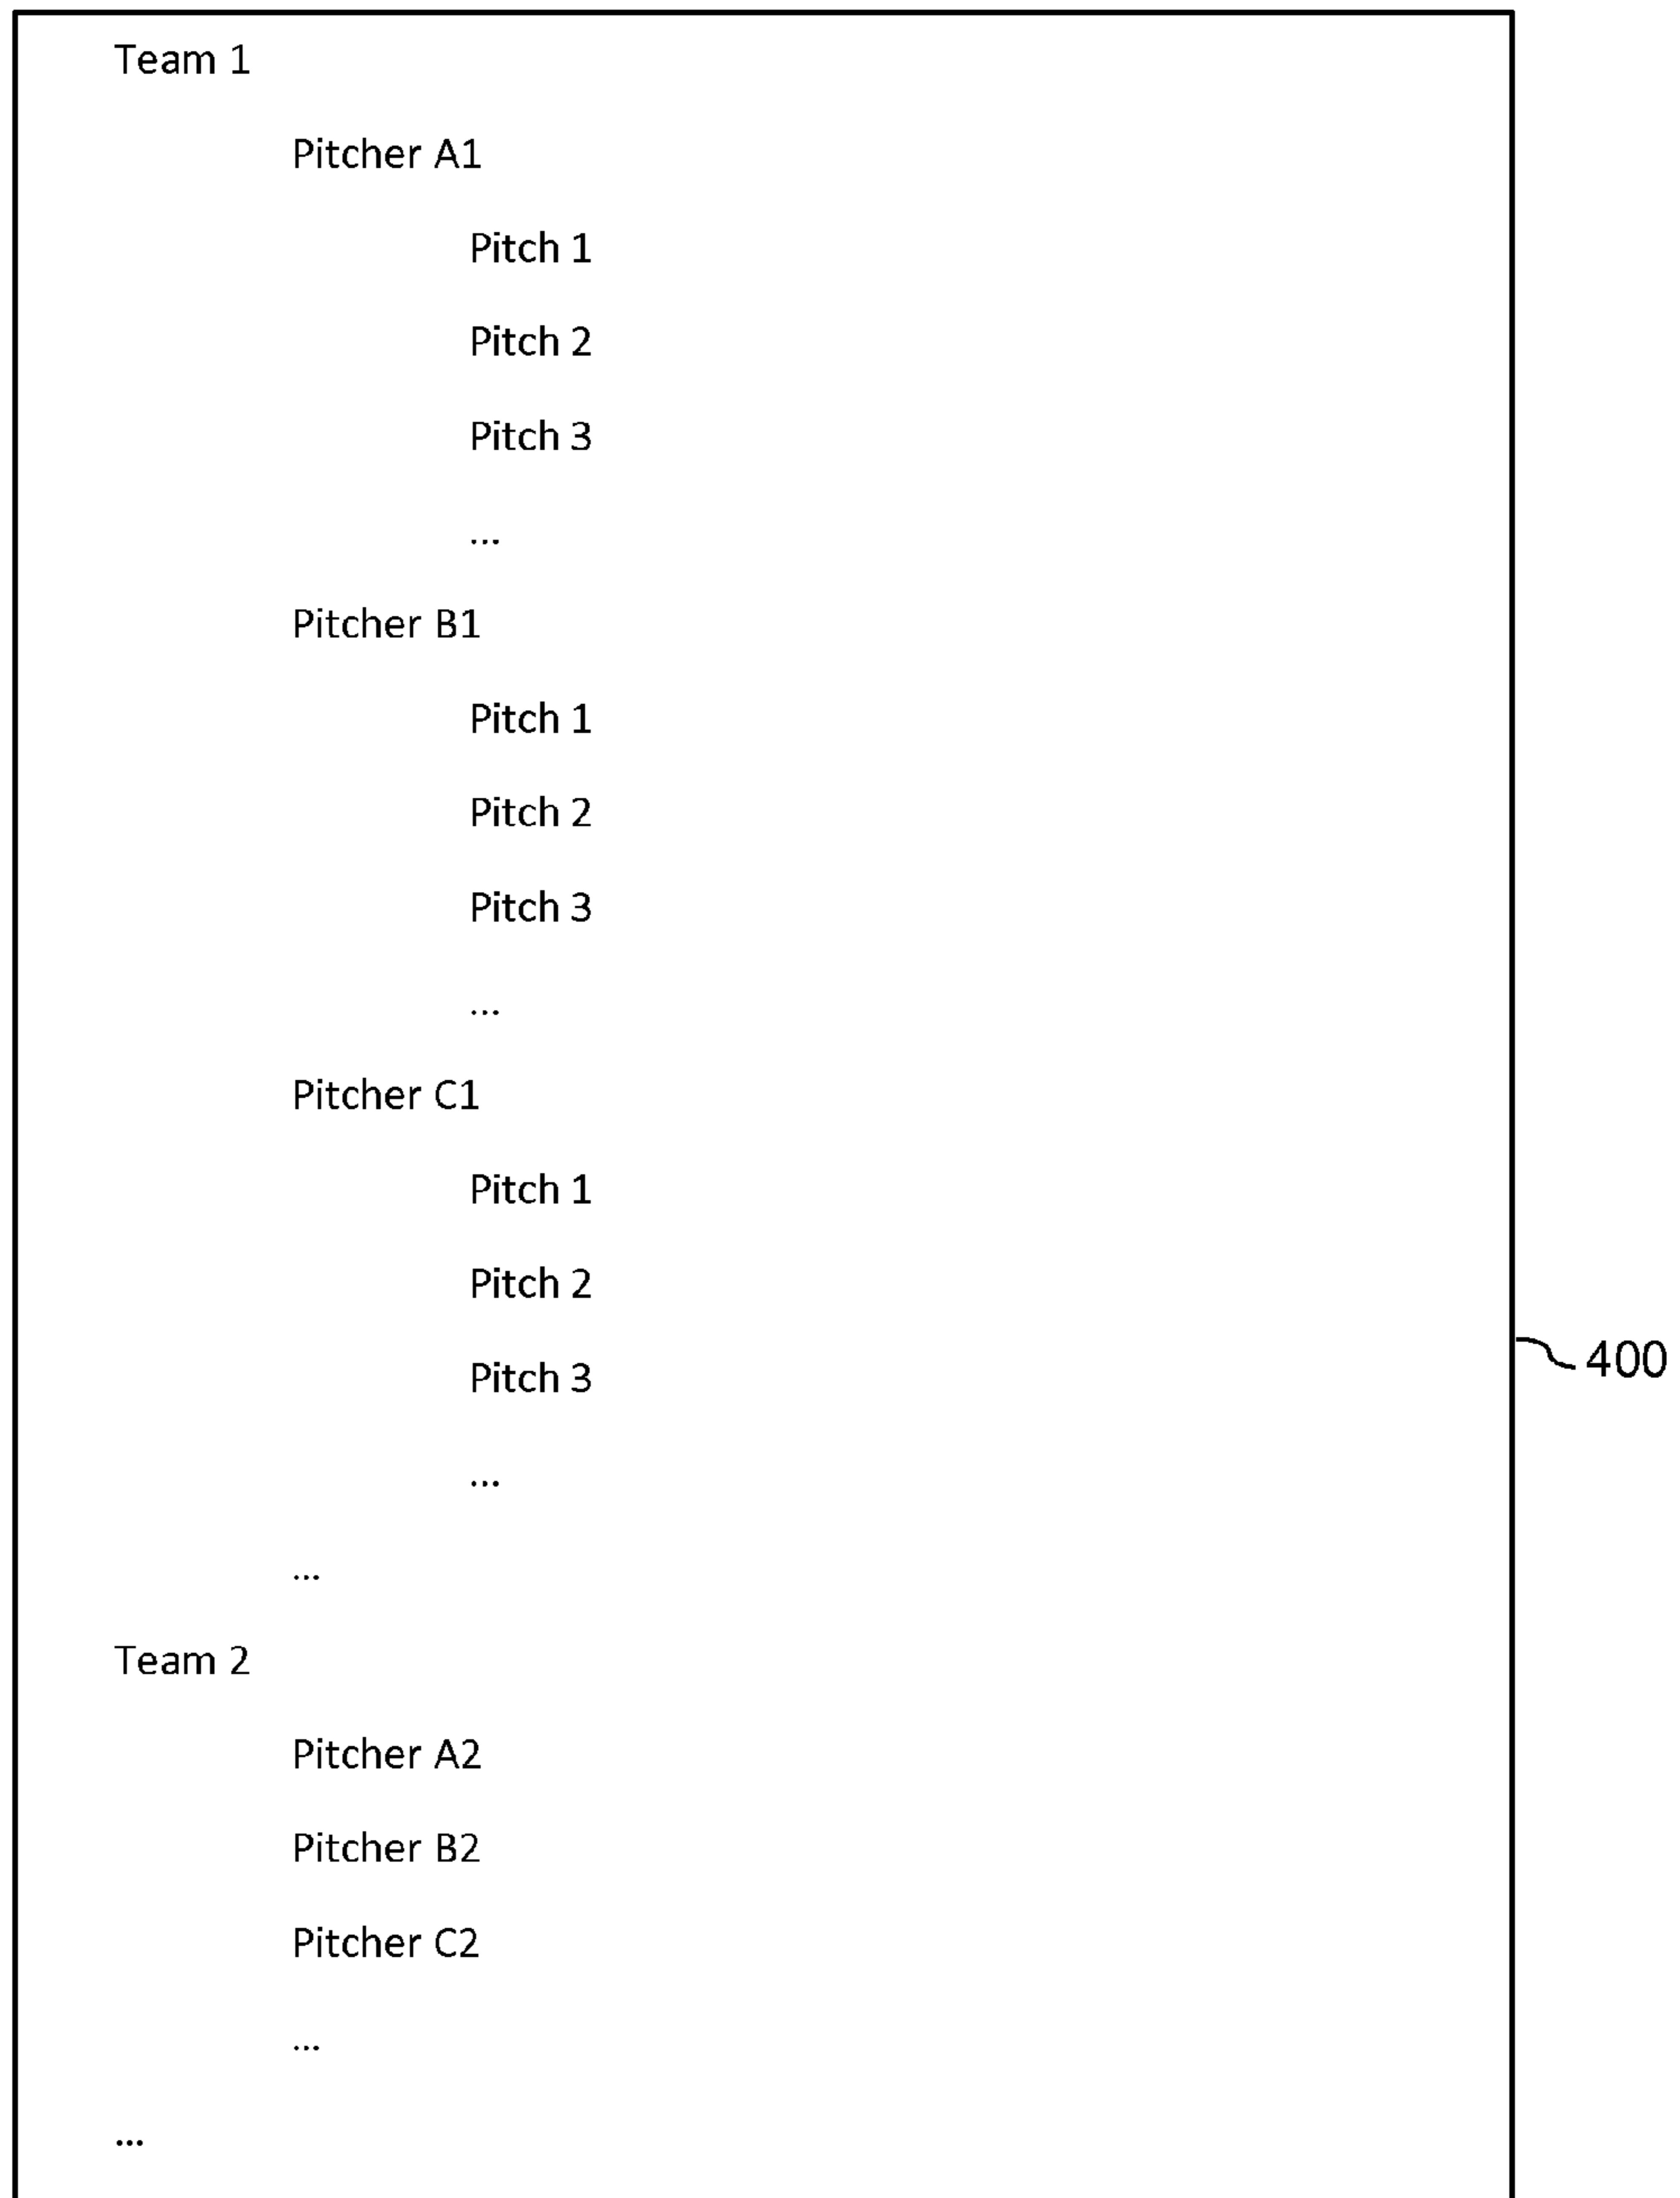 Team 1
Pitcher A1
Pitch 1
Pitch 2
Pitch 3
...
Pitcher B1
Pitch 1
Pitch 2
Pitch 3
...
Pitcher C1
Pitch 1
Pitch 2
Pitch 3
...
...
Team 2
Pitcher A2
Pitcher B2
Pitcher C2
...
...
400